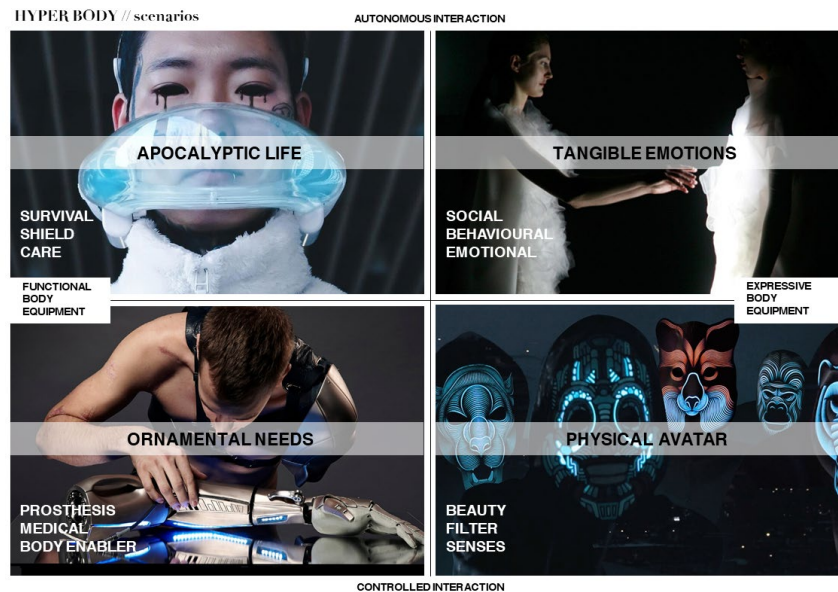 HYPER BODY // scenarios
AUTONOMOUS INTERACTION
APOCALYPTIC LIFE
SURVIVAL
SHIELD
CARE
TANGIBLE EMOTIONS
SOCIAL
BEHAVIOURAL
EMOTIONAL
FUNCTIONAL
BODY
EQUIPMENT
EXPRESSIVE
BODY
EQUIPMENT
ORNAMENTAL NEEDS
PROSTHESIS
MEDICAL
BODY ENABLER
PHYSICAL AVATAR
BEAUTY
FILTER
SENSES
CONTROLLED INTERACTION